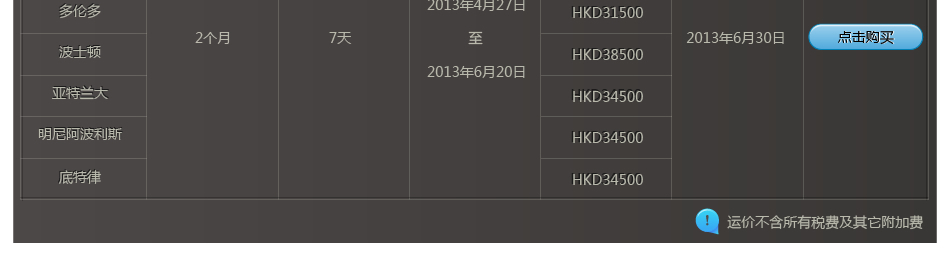 多伦多
2个月
7天
2013年4月27日
至
2013年6月20日
HKD31500
2013年6月30日
点击购买
波士顿
HKD38500
亚特兰大
HKD34500
明尼阿波利斯
HKD34500
底特律
HKD34500
运价不含所有税费及其它附加费